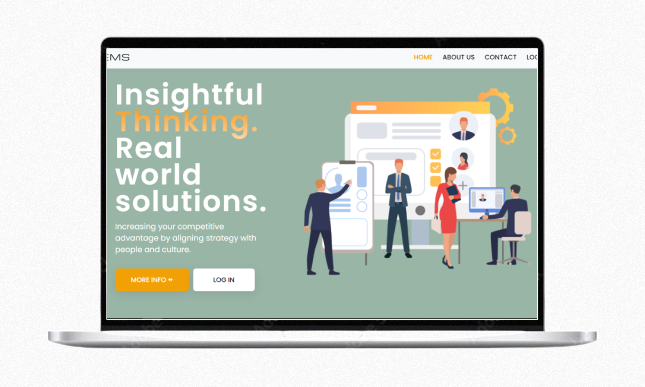 EMS
HOME ABOUT US CONTACT
Insightful
Thinking.
Real
world
solutions.
Increasing your competitive
advantage by aligning strategy with
people and culture.
MORE INFO
LOG IN